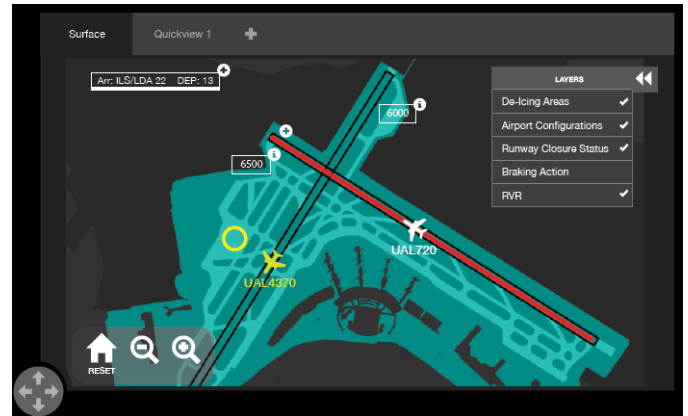 Surface
Quickview 1
Arr: ILS/LDA 22 DEP: 13
6000
6500
LAYERS
De-Icing Areas
Airport Configurations
Runway Closure Status
Braking Action
RVR
UAL720
UAL4370
RESET